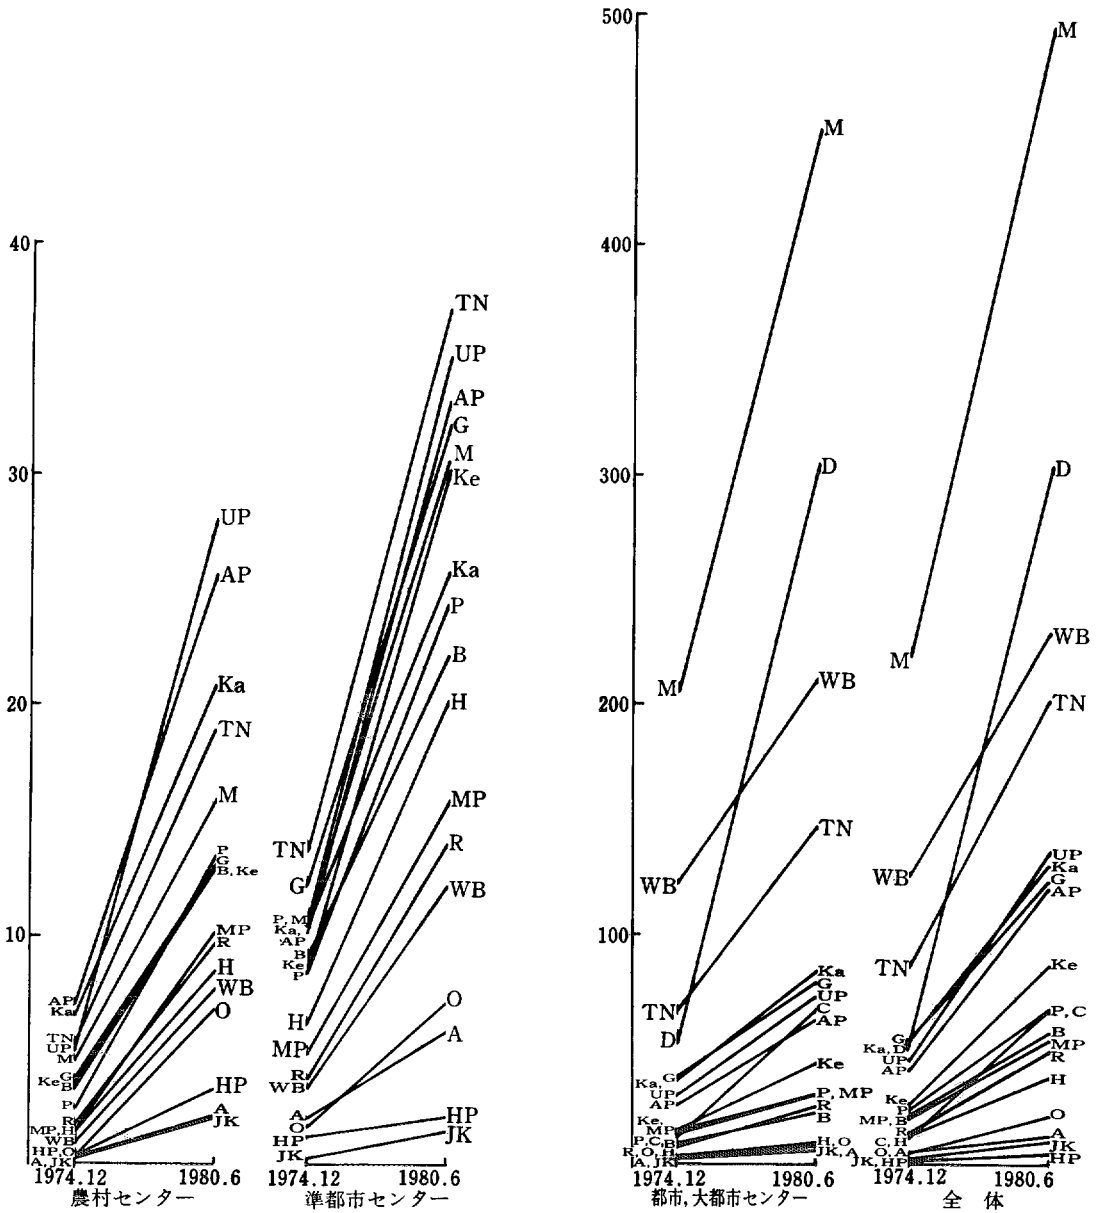 500
M
M
400
40
TN
UP
AP
G
M
Ke
30
UP
AP
Ka
P
B
H
20
Ka
TN
M
MP
R
WB
TN
G
P, M
Ka,
AP
B
Ke
P
P
G
B, Ke
MP
R
H
WB
O
10
AP
Ka
TN
UP
M
G
Ke B
P
R
MP, H
WB
HP, O
A, JK
HP
A
JK
H
MP
R
WB
A
O
HP
JK
O
A
HP
JK
1974.12 1980.6
農村センター
1974.12 1980.6
準都市センター
D
D
300
M
M
WB
WB
TN
200
TN
WB
WB
UP
Ka
G
AP
100
TN
TN
D
Ka
G
UP
C
AP
Ke
P, MP
R
B
H, O
JK, A
Ka, G
UP
AP
Ke,
MP
P, C, B
R, O, H
A, JK
G
Ka, D
UP
AP
Ke
P
MP, B
R
C, H
O, A
JK, HP
Ke
P, C
B
MP
R
H
O
A
JK
HP
1974.12 1980.6
都市, 大都市センター
1974.12 1980.6
全 体